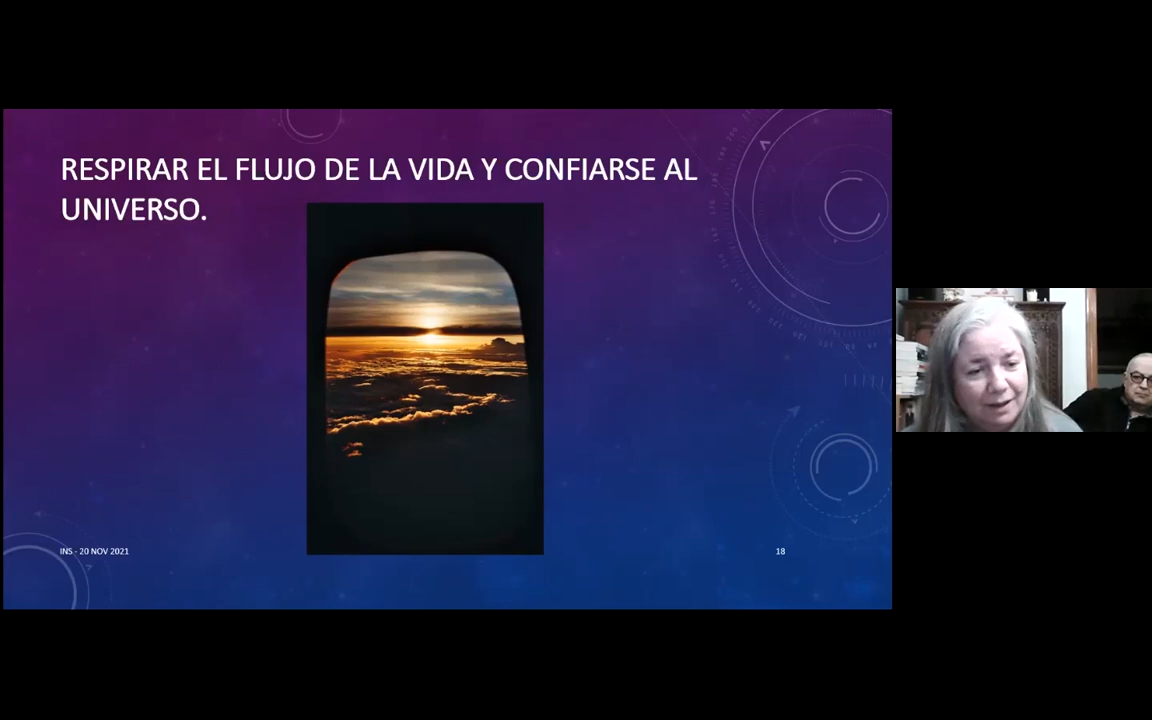 RESPIRAR EL FLUJO DE LA VIDA Y CONFIARSE AL
UNIVERSO.
INS - 20 NOV 2021
18